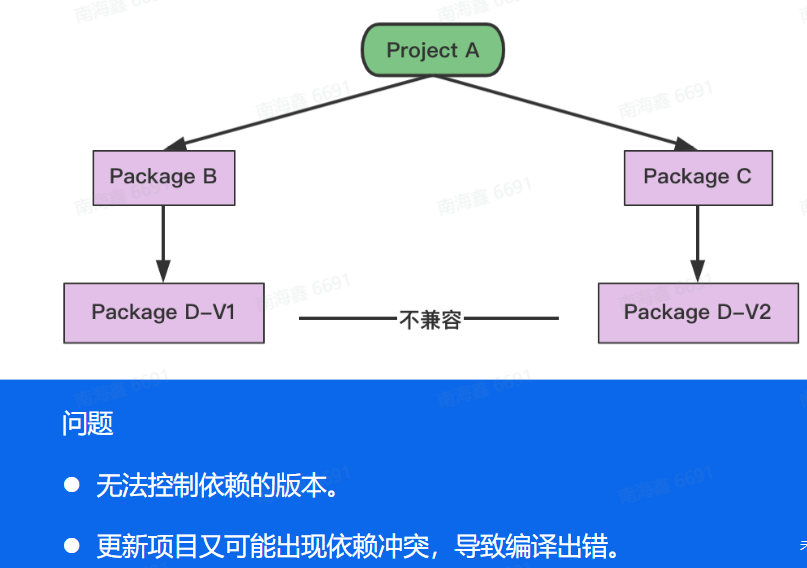 Project A
Package B
Package C
Package D-V1
不兼容
Package D-V2
问题
无法控制依赖的版本。
更新项目又可能出现依赖冲突，导致编译出错。
南海鑫 6691